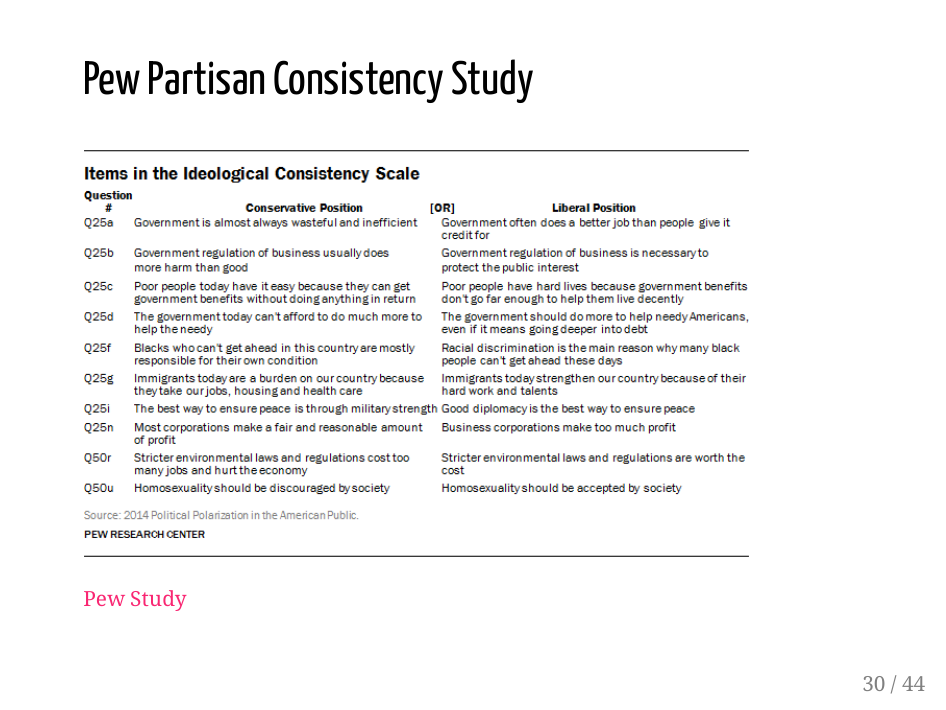 Pew Partisan Consistency Study
Items in the Ideological Consistency Scale
Question
# Conservative Position [OR] Liberal Position
Q25a Government is almost always wasteful and inefficient Government often does a better job than people give it
credit for
Q25b Government regulation of business usually does Government regulation of business is necessary to
more harm than good protect the public interest
Q25c Poor people today have it easy because they can get Poor people have hard lives because government benefits
government benefits without doing anything in return don't go far enough to help them live decently
Q25d The government today can't afford to do much more to The government should do more to help needy Americans,
help the needy even if it means going deeper into debt
Q25f Blacks who can't get ahead in this country are mostly Racial discrimination is the main reason why many black
responsible for their own condition people can't get ahead these days
Q25g Immigrants today are a burden on our country because Immigrants today strengthen our country because of their
they take our jobs, housing and health care hard work and talents
Q25i The best way to ensure peace is through military strength Good diplomacy is the best way to ensure peace
Q25n Most corporations make a fair and reasonable amount Business corporations make too much profit
of profit
Q50r Stricter environmental laws and regulations cost too Stricter environmental laws and regulations are worth the
many jobs and hurt the economy cost
Q50u Homosexuality should be discouraged by society Homosexuality should be accepted by society
Source: 2014 Political Polarization in the American Public.
PEW RESEARCH CENTER
Pew Study
30 / 44